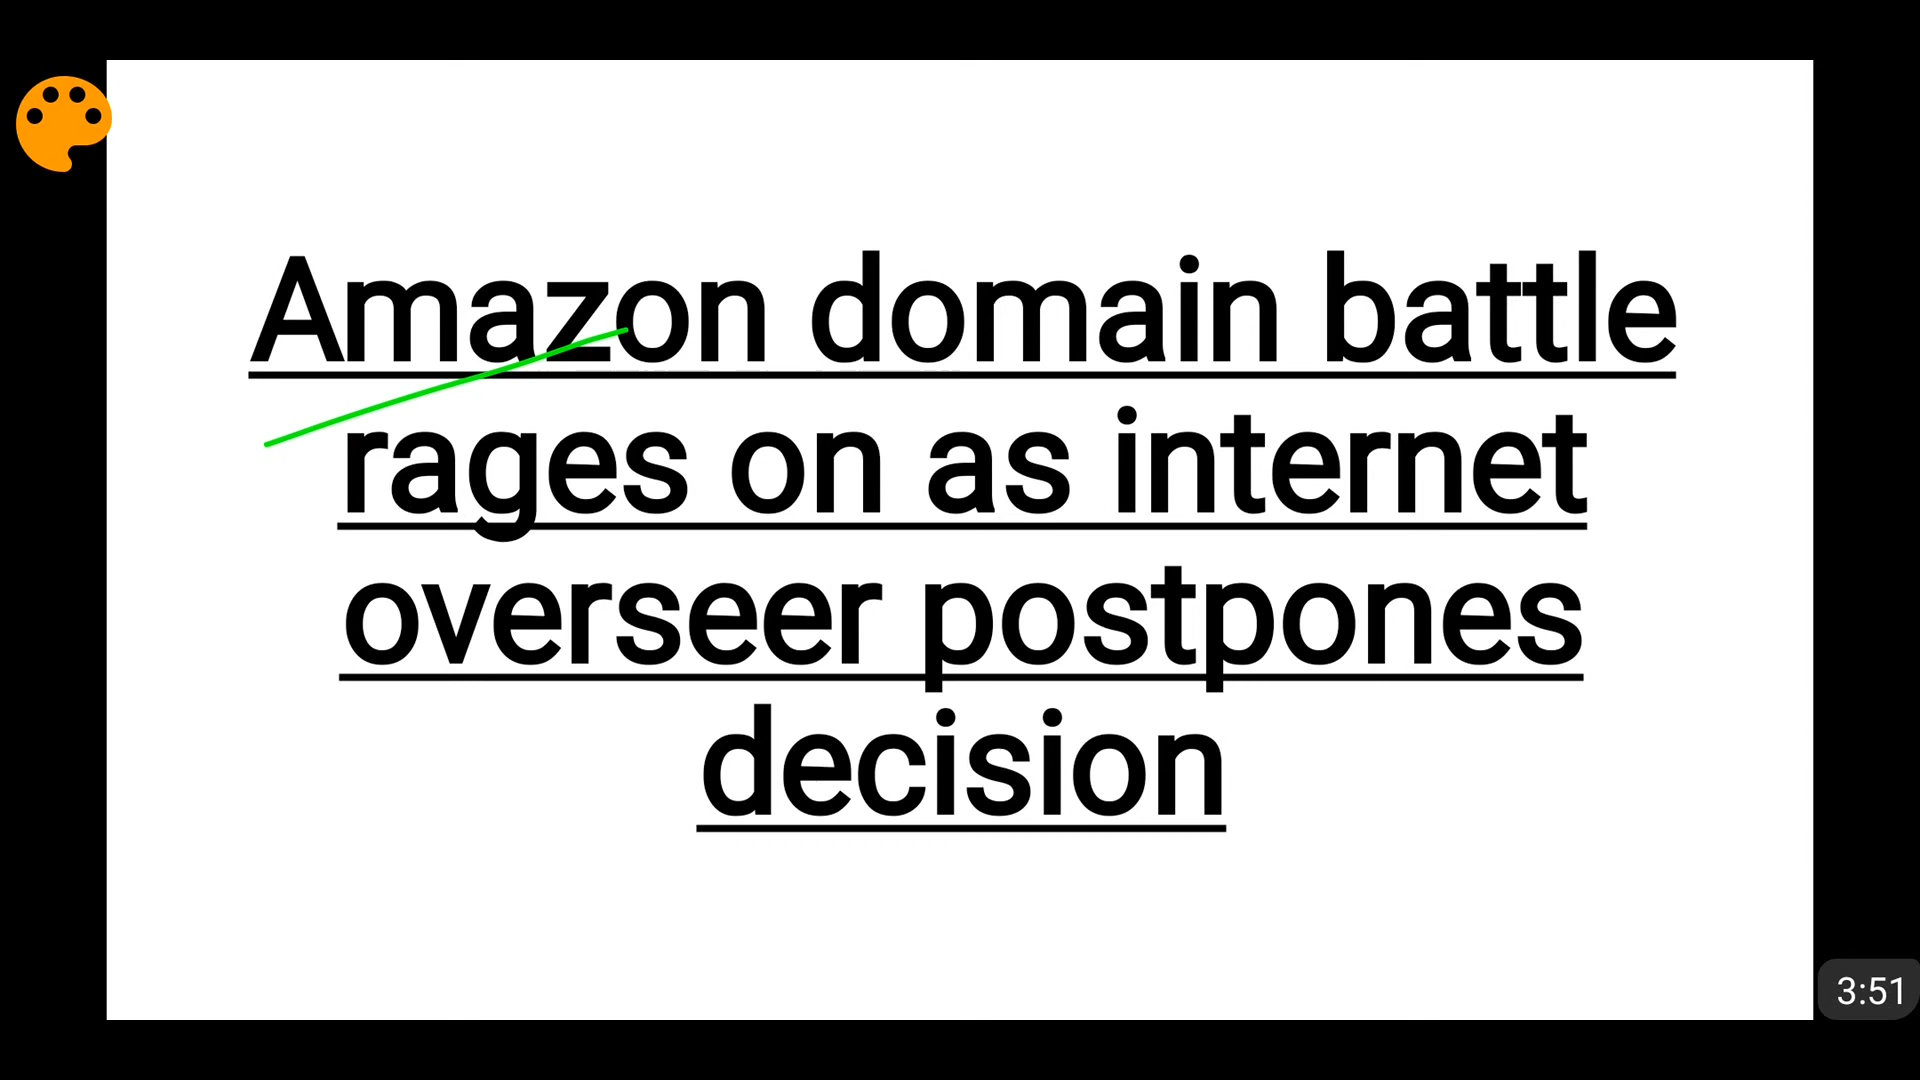 Amazon domain battle
rages on as internet
overseer postpones
decision
3:51